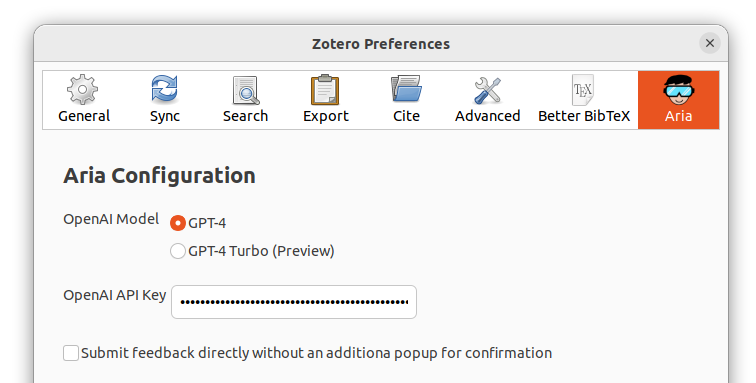 Zotero Preferences
General Sync Search Export Cite Advanced Better BibTeX Aria
TEX
Aria Configuration
OpenAI Model GPT-4
GPT-4 Turbo (Preview)
OpenAI API Key ••••••••••••••••••••••••••••••••••••••••••••••
Submit feedback directly without an additiona popup for confirmation